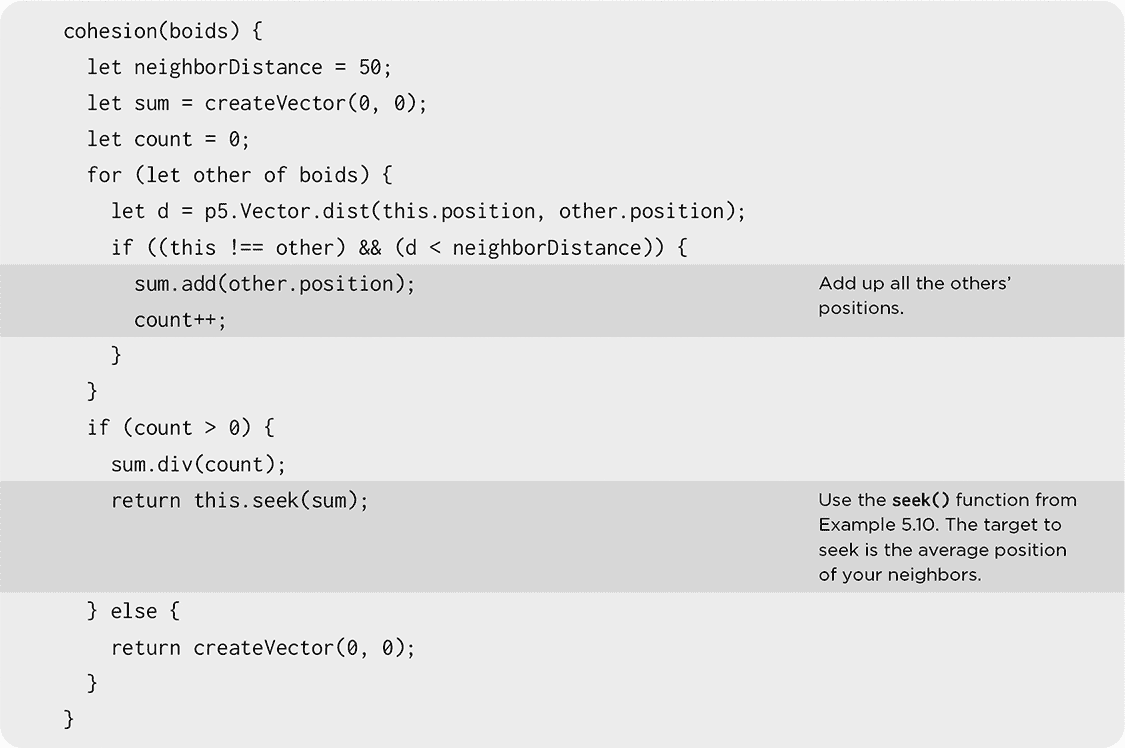 cohesion(boids) {
  let neighborDistance = 50;
  let sum = createVector(0, 0);
  let count = 0;
  for (let other of boids) {
    let d = p5.Vector.dist(this.position, other.position);
    if ((this !== other) && (d < neighborDistance)) {
      sum.add(other.position);
Add up all the others’
positions.
      count++;
    }
  }
  if (count > 0) {
    sum.div(count);
    return this.seek(sum);
Use the seek() function from
Example 5.10. The target to
seek is the average position
of your neighbors.
  } else {
    return createVector(0, 0);
  }
}